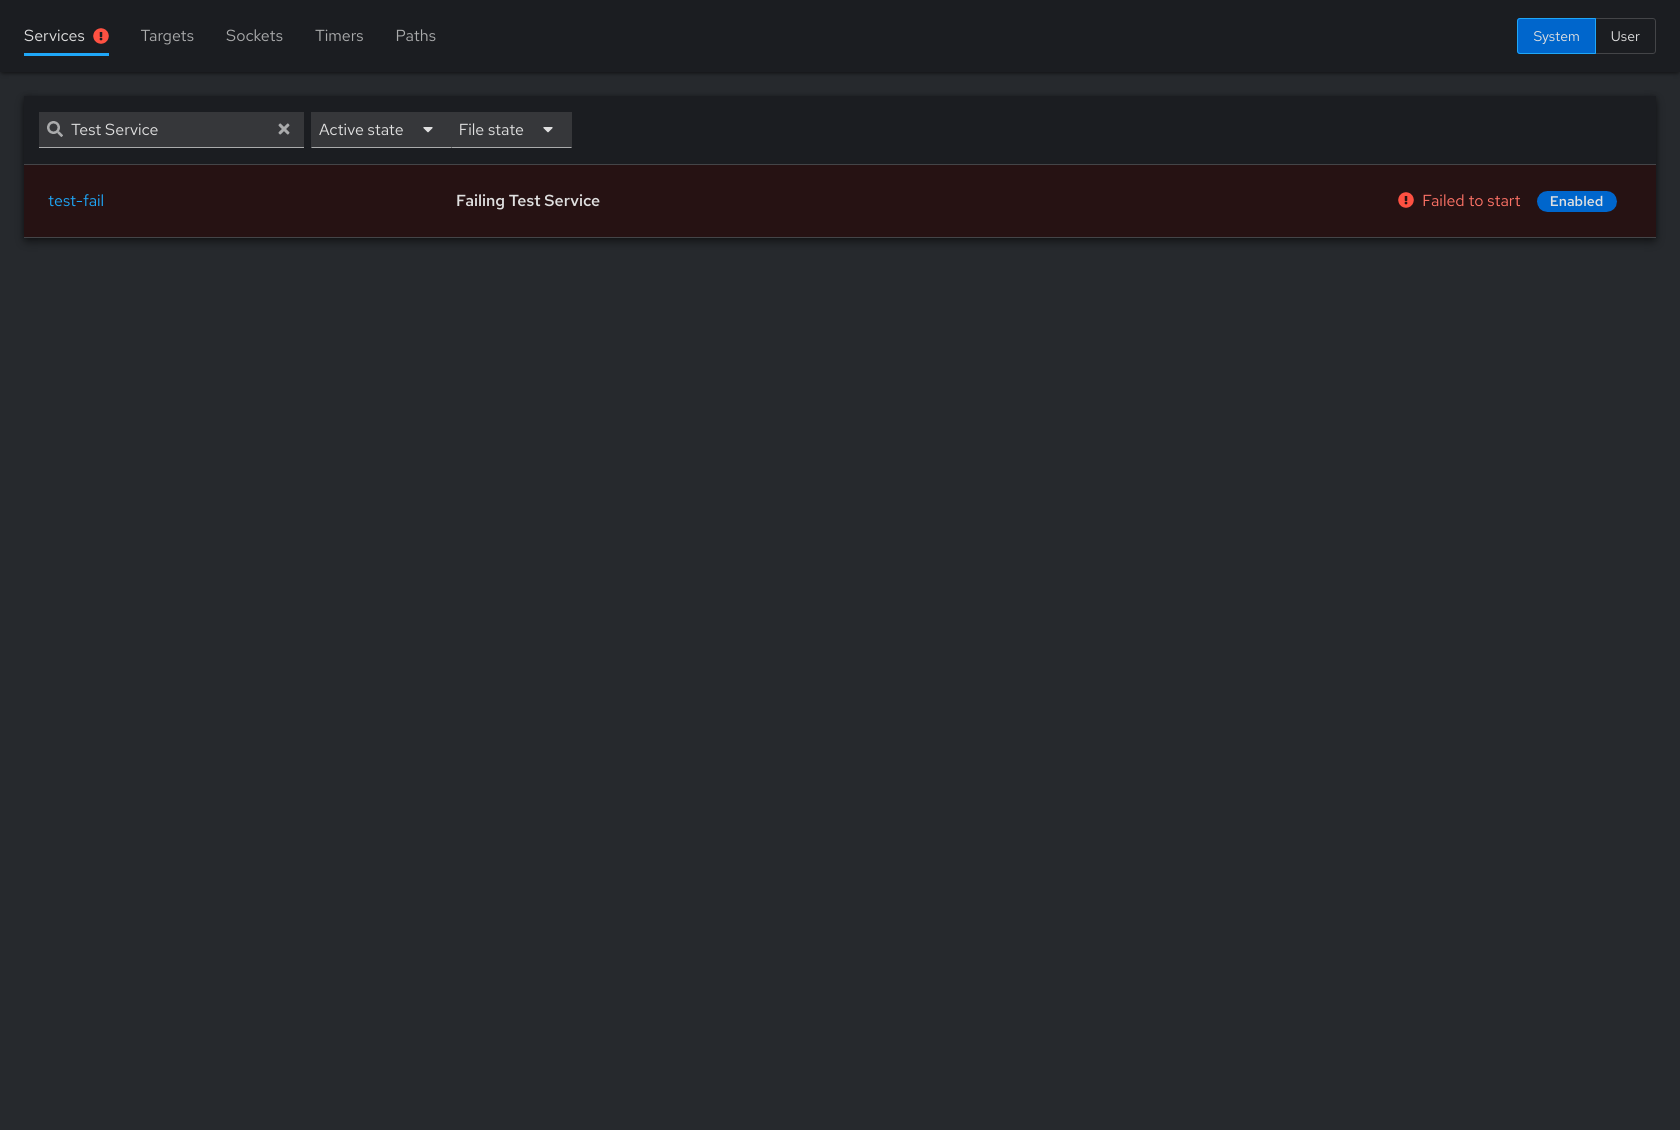 Services Targets Sockets Timers Paths System User
Test Service Active state File state
test-fail Failing Test Service Failed to start Enabled